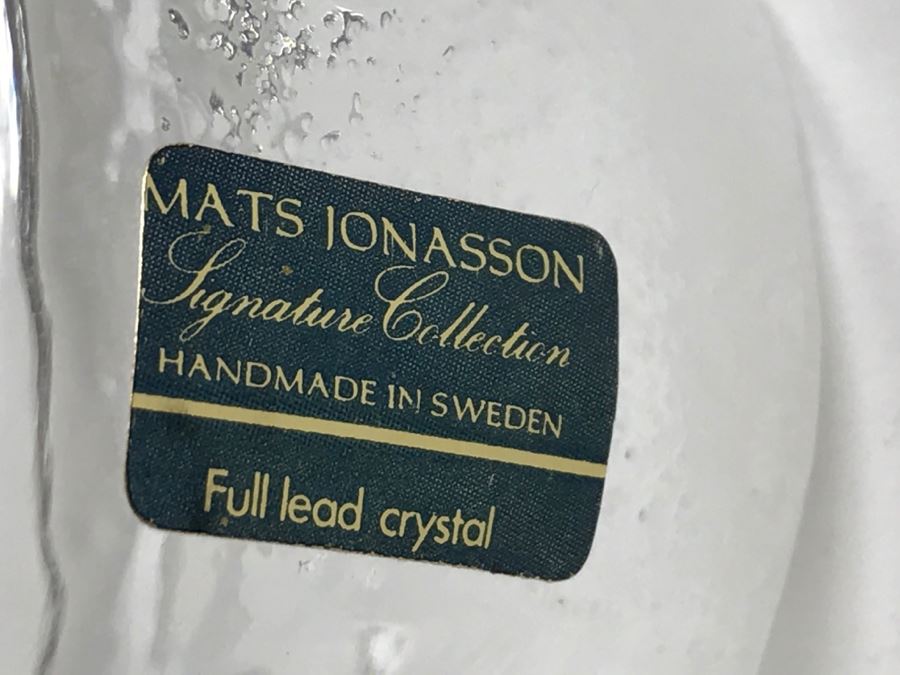 MATS JONASSON
Signature Collection
HANDMADE IN SWEDEN
Full lead crystal